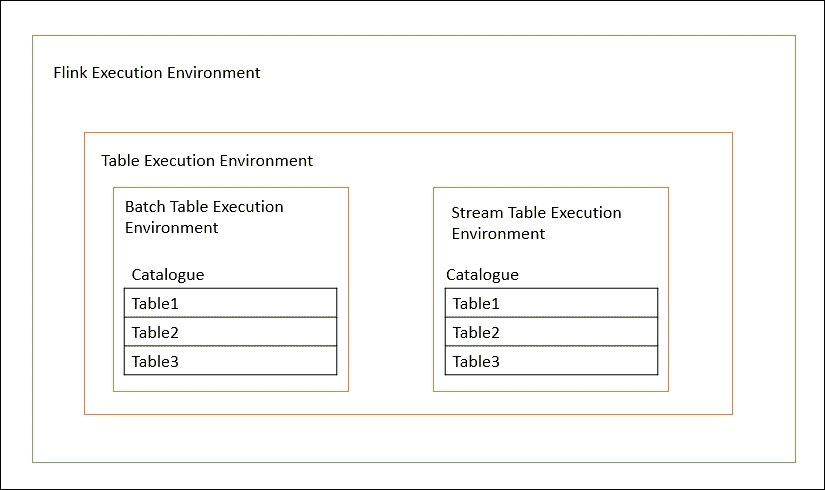 Flink Execution Environment
Table Execution Environment
Batch Table Execution
Environment
Catalogue
Table1
Table2
Table3
Stream Table Execution
Environment
Catalogue
Table1
Table2
Table3